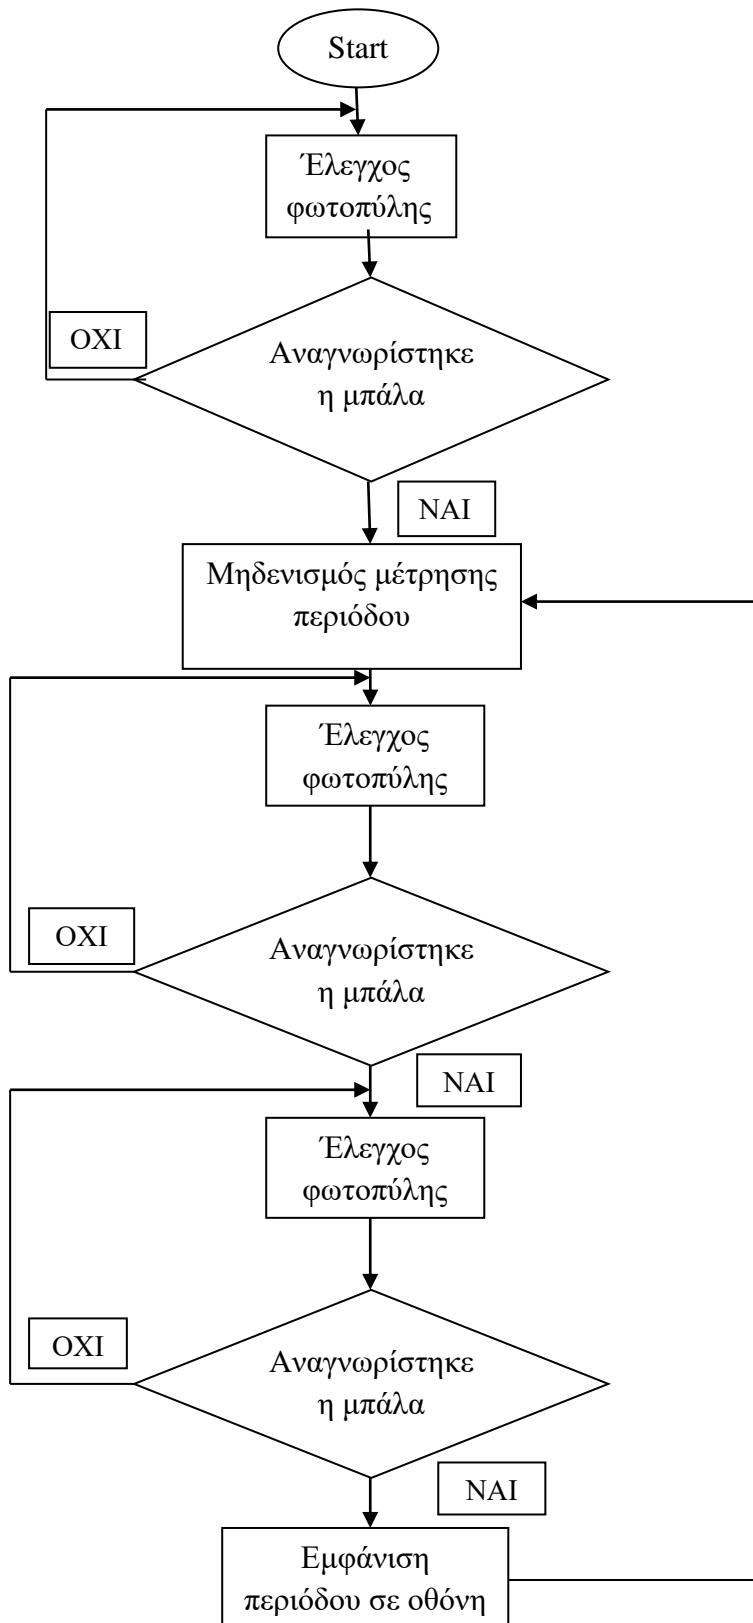 Start
Έλεγχος
φωτοπύλης
ΟΧΙ
Αναγνωρίστηκε
η μπάλα
ΝΑΙ
Μηδενισμός μέτρησης
περιόδου
Έλεγχος
φωτοπύλης
ΟΧΙ
Αναγνωρίστηκε
η μπάλα
ΝΑΙ
Έλεγχος
φωτοπύλης
ΟΧΙ
Αναγνωρίστηκε
η μπάλα
ΝΑΙ
Εμφάνιση
περιόδου σε οθόνη